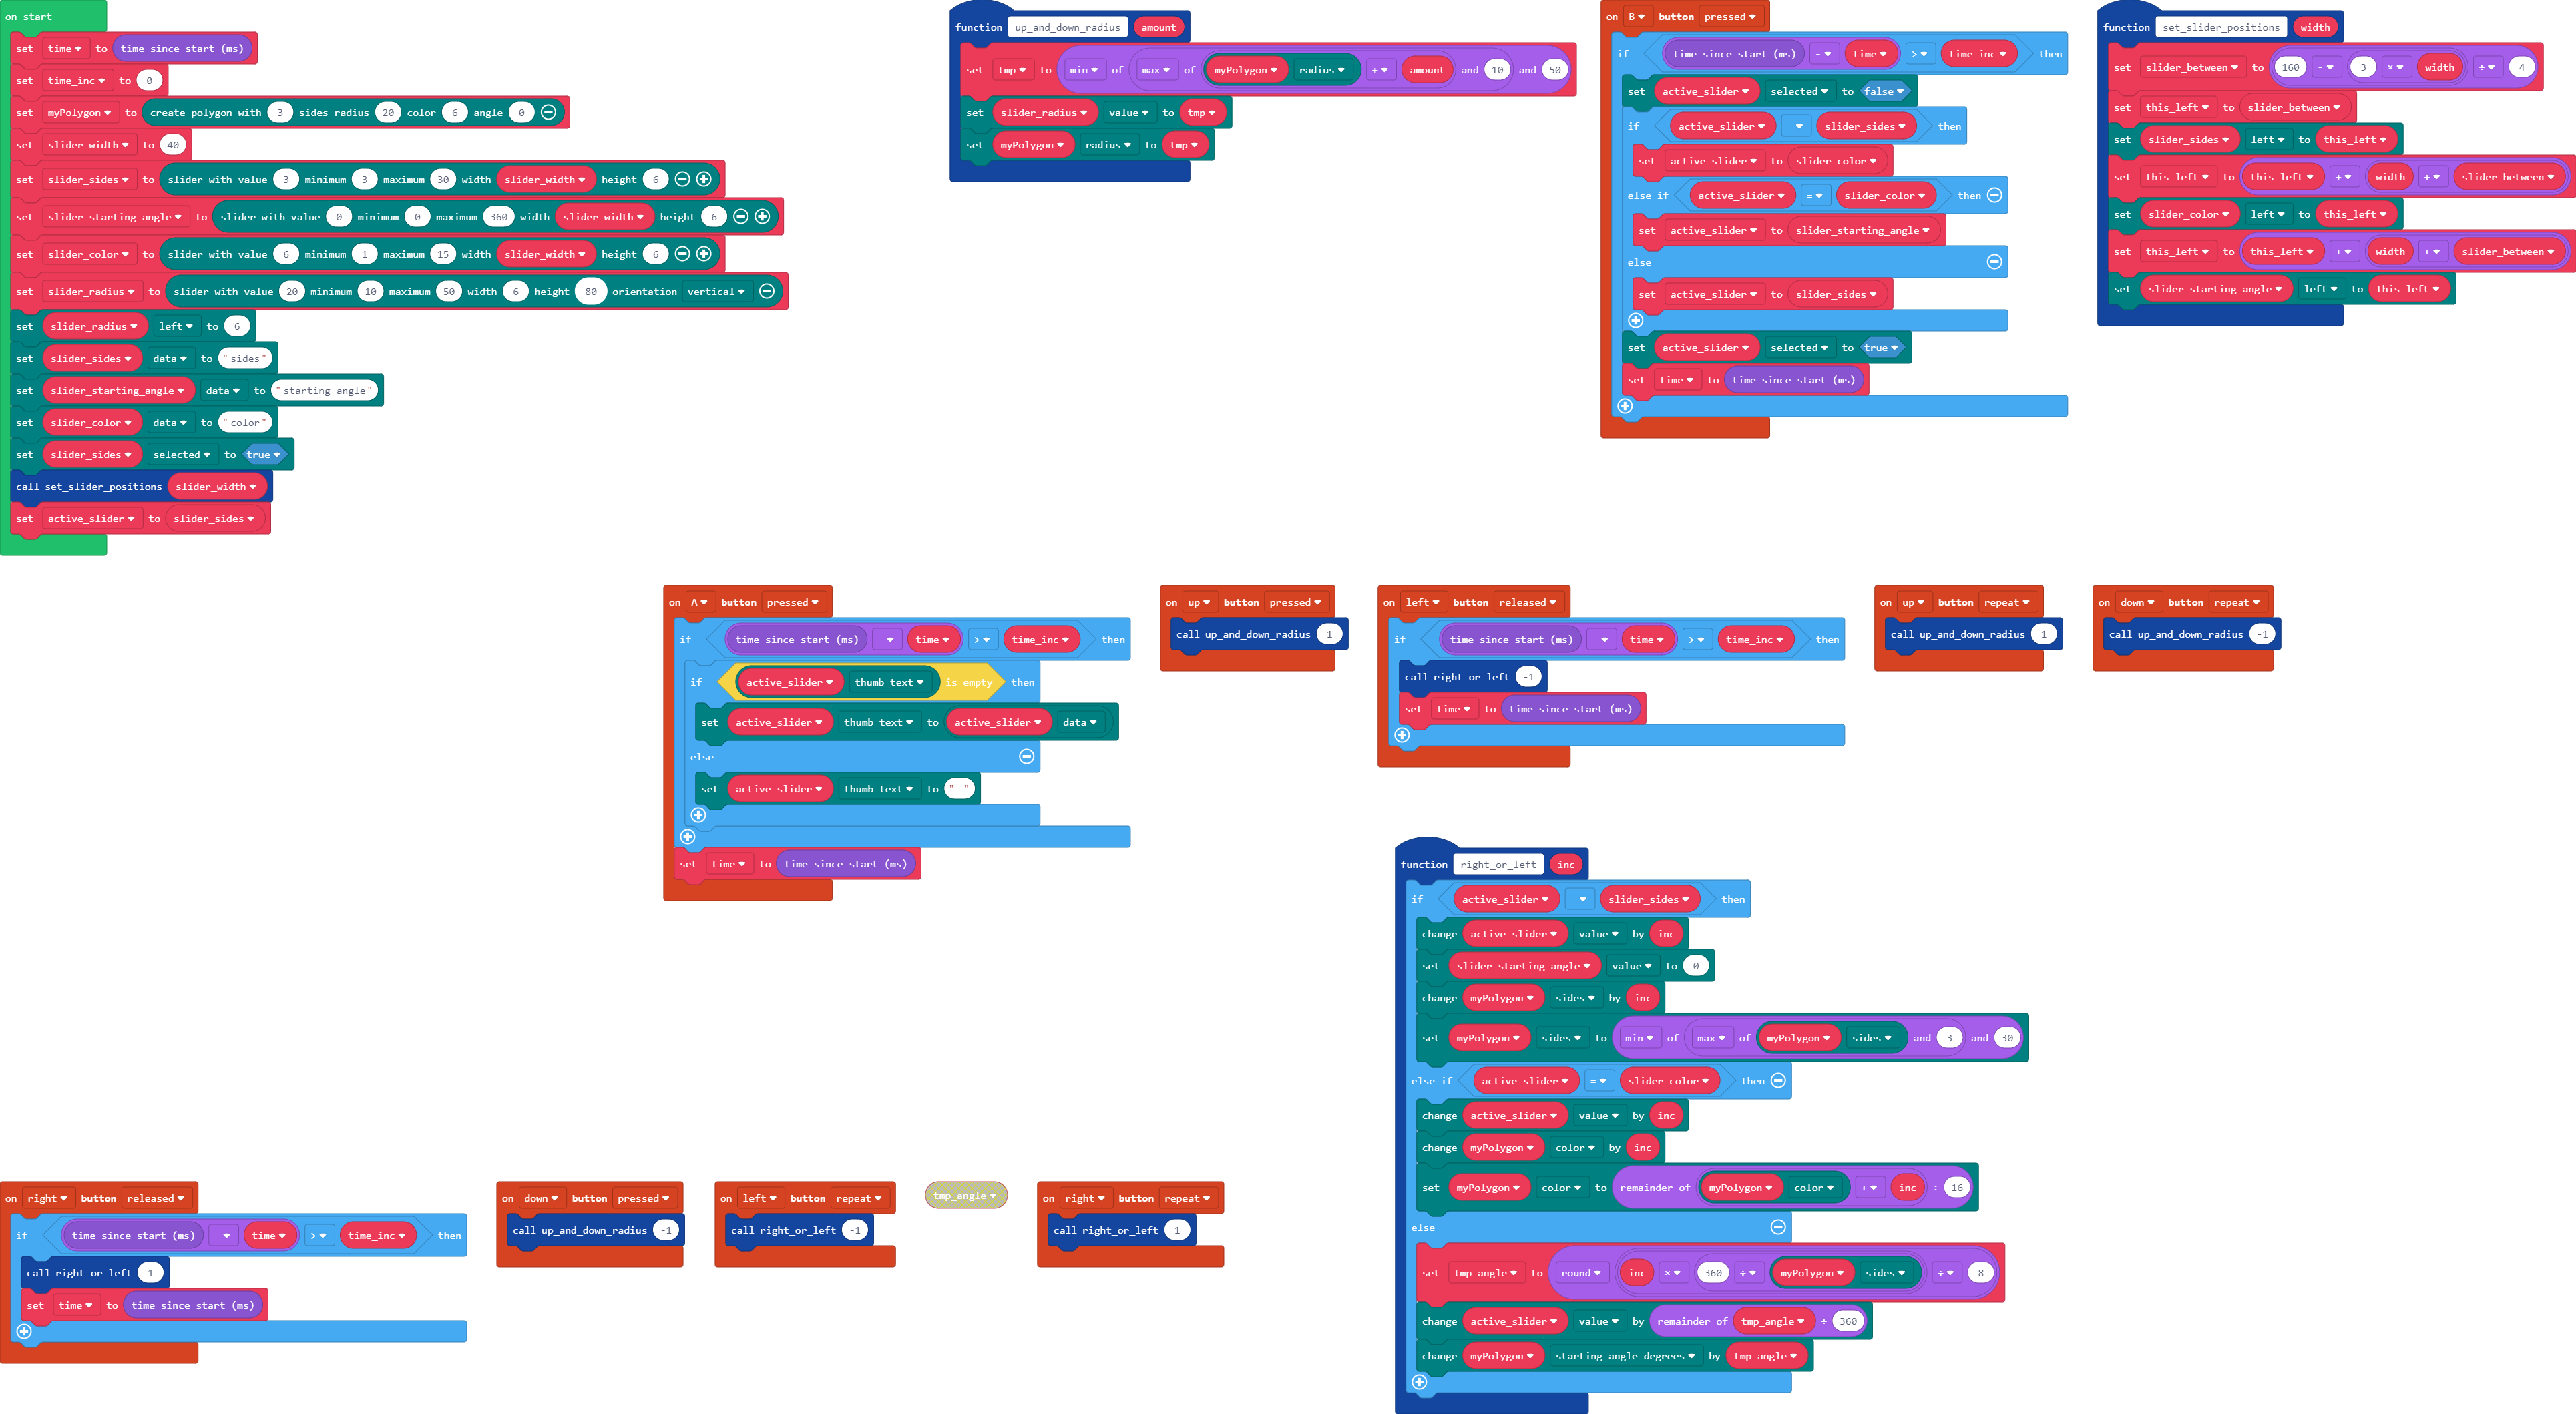 on start
set time to time since start (ms)
set time_inc to 0
set myPolygon to create polygon with 3 sides radius 20 color 6 angle 0
set slider_width to 40
set slider_sides to slider with value 3 minimum 3 maximum 30 width slider_width height 6
set slider_starting_angle to slider with value 0 minimum 0 maximum 360 width slider_width height 6
set slider_color to slider with value 6 minimum 1 maximum 15 width slider_width height 6
set slider_radius to slider with value 20 minimum 10 maximum 50 width 6 height 80 orientation vertical
set slider_radius left to 6
set slider_sides data to "sides"
set slider_starting_angle data to "starting angle"
set slider_color data to "color"
set slider_sides selected to true
call set_slider_positions slider_width
set active_slider to slider_sides
function up_and_down_radius amount
set tmp to min of max of myPolygon radius + amount and 10 and 50
set slider_radius value to tmp
set myPolygon radius to tmp
on B button pressed
if time since start (ms) - time > time_inc then
set active_slider selected to false
if active_slider = slider_sides then
set active_slider to slider_color
else if active_slider = slider_color then
set active_slider to slider_starting_angle
else
set active_slider to slider_sides
set active_slider selected to true
set time to time since start (ms)
function set_slider_positions width
set slider_between to 160 - 3 × width ÷ 4
set this_left to slider_between
set slider_sides left to this_left
set this_left to this_left + width + slider_between
set slider_color left to this_left
set this_left to this_left + width + slider_between
set slider_starting_angle left to this_left
on A button pressed
if time since start (ms) - time > time_inc then
if active_slider thumb text is empty then
set active_slider thumb text to active_slider data
else
set active_slider thumb text to " "
set time to time since start (ms)
on up button pressed
call up_and_down_radius 1
on left button released
if time since start (ms) - time > time_inc then
call right_or_left -1
set time to time since start (ms)
on up button repeat
call up_and_down_radius 1
on down button repeat
call up_and_down_radius -1
function right_or_left inc
if active_slider = slider_sides then
change active_slider value by inc
set slider_starting_angle value to 0
change myPolygon sides by inc
set myPolygon sides to min of max of myPolygon sides and 3 and 30
else if active_slider = slider_color then
change active_slider value by inc
change myPolygon color by inc
set myPolygon color to remainder of myPolygon color + inc ÷ 16
else
set tmp_angle to round inc × 360 ÷ myPolygon sides ÷ 8
change active_slider value by remainder of tmp_angle ÷ 360
change myPolygon starting angle degrees by tmp_angle
on right button released
if time since start (ms) - time > time_inc then
call right_or_left 1
set time to time since start (ms)
on down button pressed
call up_and_down_radius -1
on left button repeat
call right_or_left -1
tmp_angle
on right button repeat
call right_or_left 1